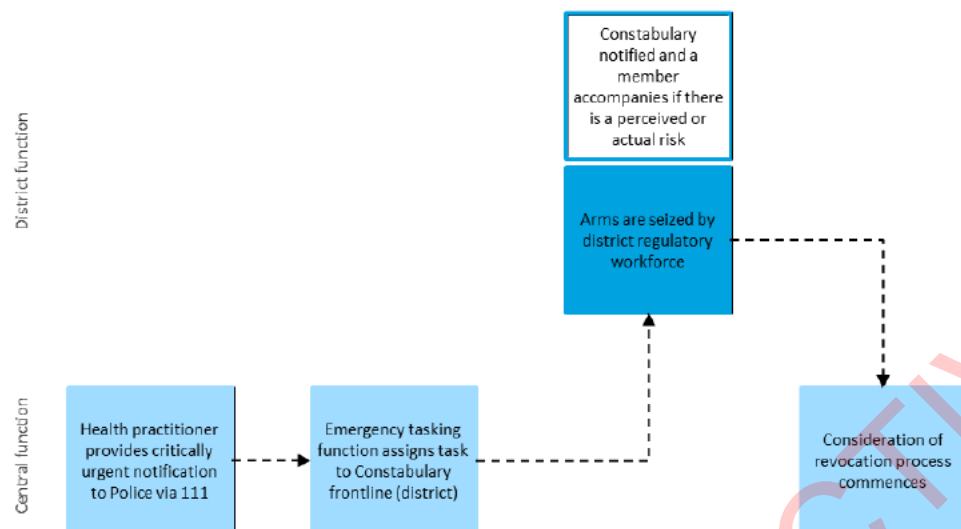 District function
Constabulary
notified and a
member
accompanies if there
is a perceived or
actual risk
Arms are seized by
district regulatory
workforce
Central function
Health practitioner
provides critically
urgent notification
to Police via 111
Emergency tasking
function assigns task
to Constabulary
frontline (district)
Consideration of
revocation process
commences